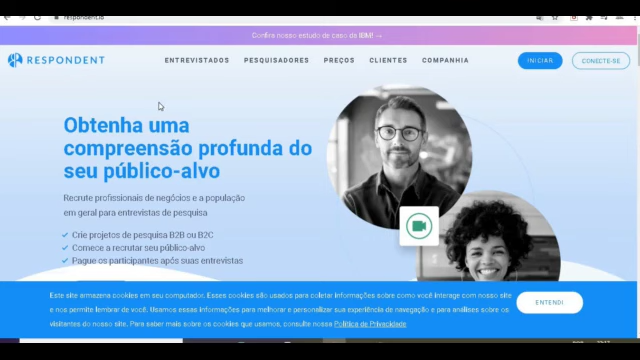 respondent.io
Confira nosso estudo de caso da IBM! →
RESPONDENT
ENTREVISTADOS PESQUISADORES PREÇOS CLIENTES COMPANHIA
INICIAR
CONECTE-SE
Obtenha uma
compreensão profunda do
seu público-alvo
Recrute profissionais de negócios e a população
em geral para entrevistas de pesquisa
Crie projetos de pesquisa B2B ou B2C
Comece a recrutar seu público-alvo
Pague os participantes após suas entrevistas
Este site armazena cookies em seu computador. Esses cookies são usados para coletar informações sobre como você interage com nosso site
e nos permite lembrar de você. Usamos essas informações para melhorar e personalizar sua experiência de navegação e para análises sobre os
visitantes do nosso site. Para saber mais sobre os cookies que usamos, consulte nossa Política de Privacidade
ENTENDI